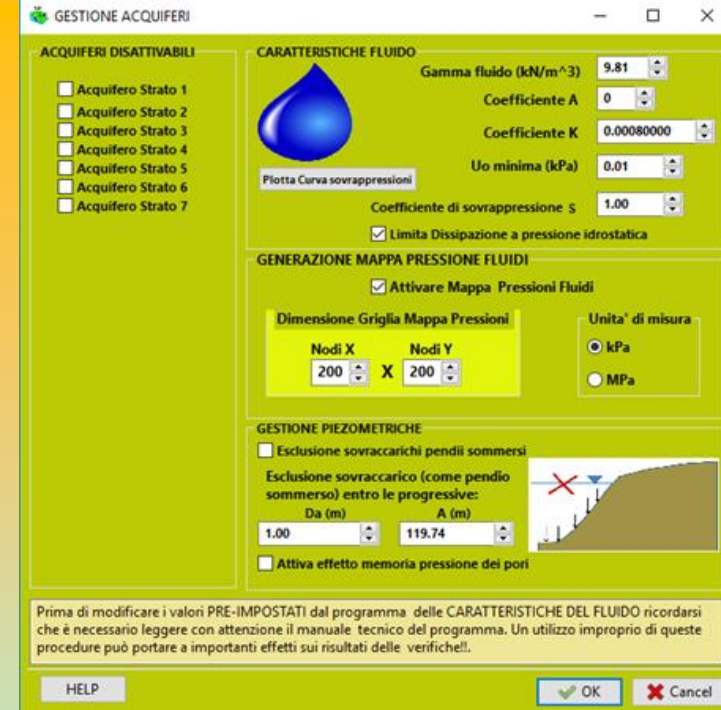 GESTIONE ACQUIFERI
ACQUIFERI DISATTIVABILI
Acquifero Strato 1
Acquifero Strato 2
Acquifero Strato 3
Acquifero Strato 4
Acquifero Strato 5
Acquifero Strato 6
Acquifero Strato 7
CARATTERISTICHE FLUIDO
Gamma fluido (kN/m^3) 9.81
Coefficiente A 0
Coefficiente K 0.00080000
Uo minima (kPa) 0.01
Plotta Curva sovrappressioni
Coefficiente di sovrappressione s 1.00
Limita Dissipazione a pressione idrostatica
GENERAZIONE MAPPA PRESSIONE FLUIDI
Attivare Mappa Pressioni Fluidi
Dimensione Griglia Mappa Pressioni
Nodi X Nodi Y
200 X 200
Unita' di misura
kPa
MPa
GESTIONE PIEZOMETRICHE
Esclusione sovraccarichi pendii sommersi
Esclusione sovraccarico (come pendio
sommerso) entro le progressive:
Da (m) A (m)
1.00 119.74
Attiva effetto memoria pressione dei pori
Prima di modificare i valori PRE-IMPOSTATI dal programma delle CARATTERISTICHE DEL FLUIDO ricordarsi
che è necessario leggere con attenzione il manuale tecnico del programma. Un utilizzo improprio di queste
procedure può portare a importanti effetti sui risultati delle verifiche!!.
HELP OK Cancel